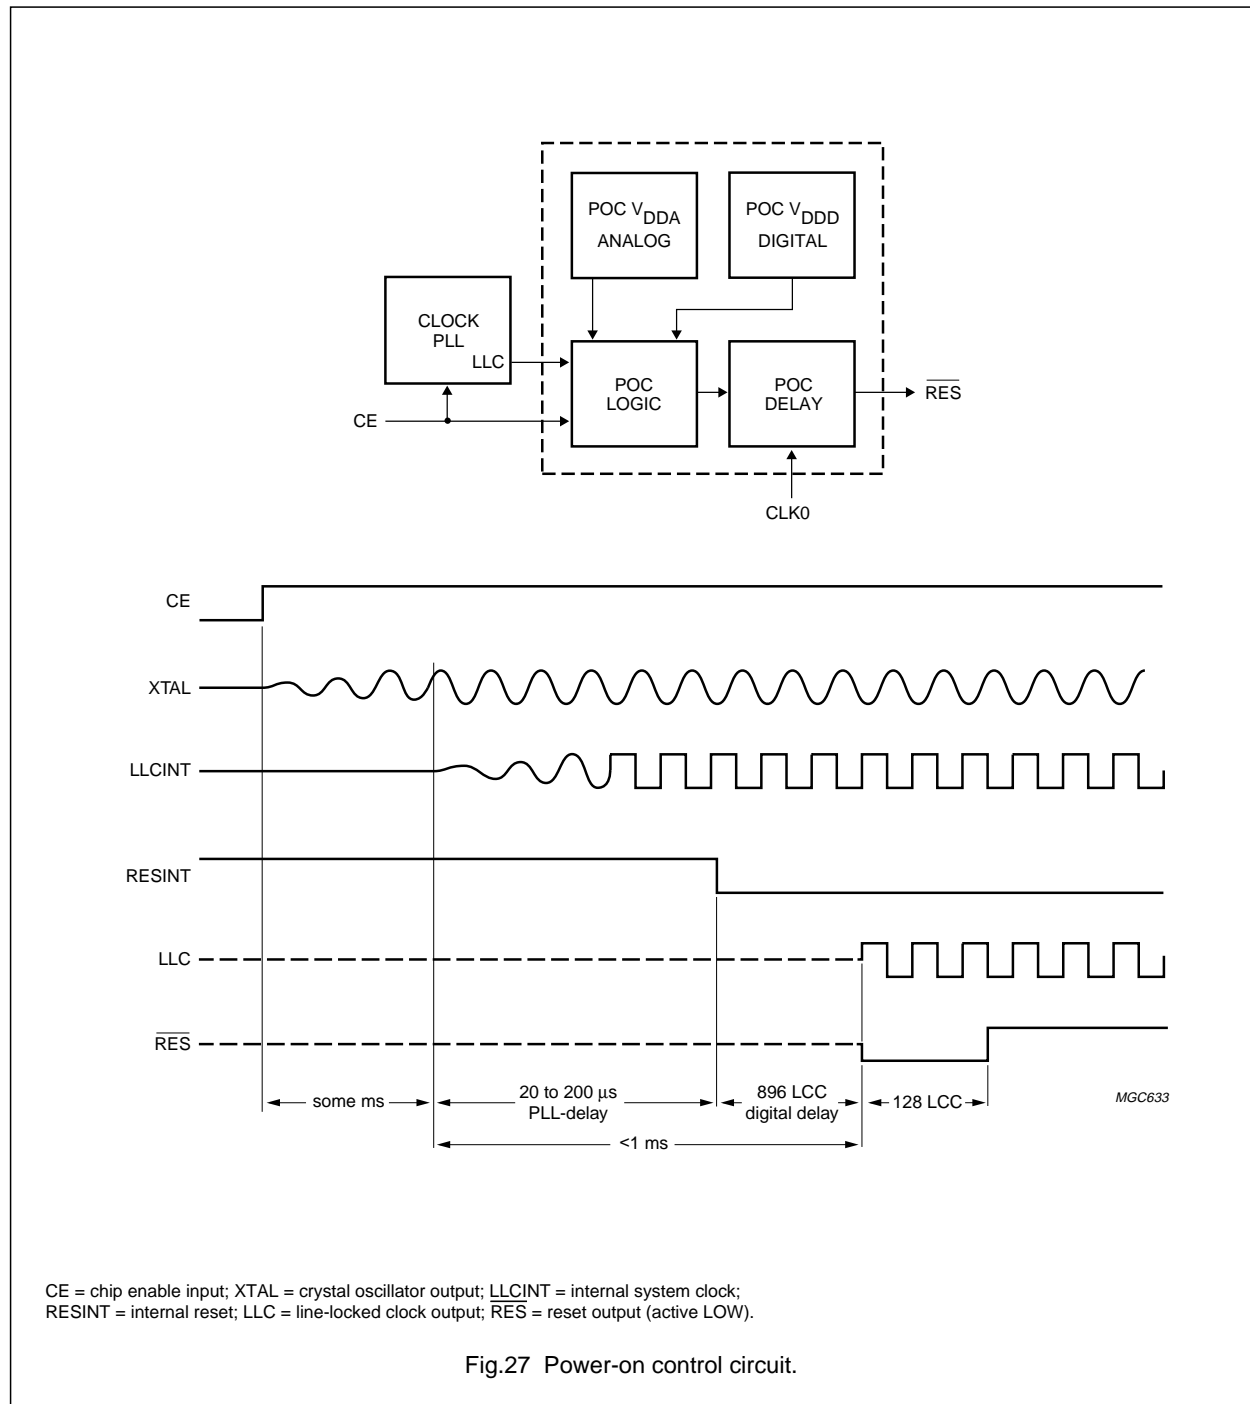 POC VDDA
ANALOG
POC VDDD
DIGITAL
CLOCK
PLL
LLC
POC
LOGIC
POC
DELAY
RES
CE
CLK0
CE
XTAL
LLCINT
RESINT
LLC
RES
some ms
20 to 200 μs
PLL-delay
896 LCC
digital delay
128 LCC
<1 ms
MGC633
CE = chip enable input; XTAL = crystal oscillator output; LLCINT = internal system clock;
RESINT = internal reset; LLC = line-locked clock output; RES = reset output (active LOW).
Fig.27 Power-on control circuit.